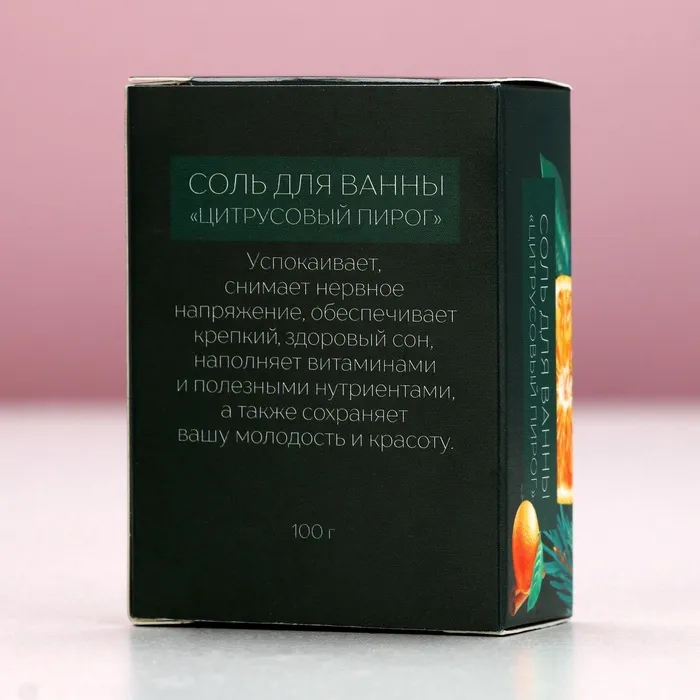 СОЛЬ ДЛЯ ВАННЫ
«ЦИТРУСОВЫЙ ПИРОГ»
Успокаивает,
снимает нервное
напряжение, обеспечивает
крепкий, здоровый сон,
наполняет витаминами
и полезными нутриентами,
а также сохраняет
вашу молодость и красоту.
100 г
СОЛЬ ДЛЯ ВАННЫ
«ЦИТРУСОВЫЙ ПИРОГ»